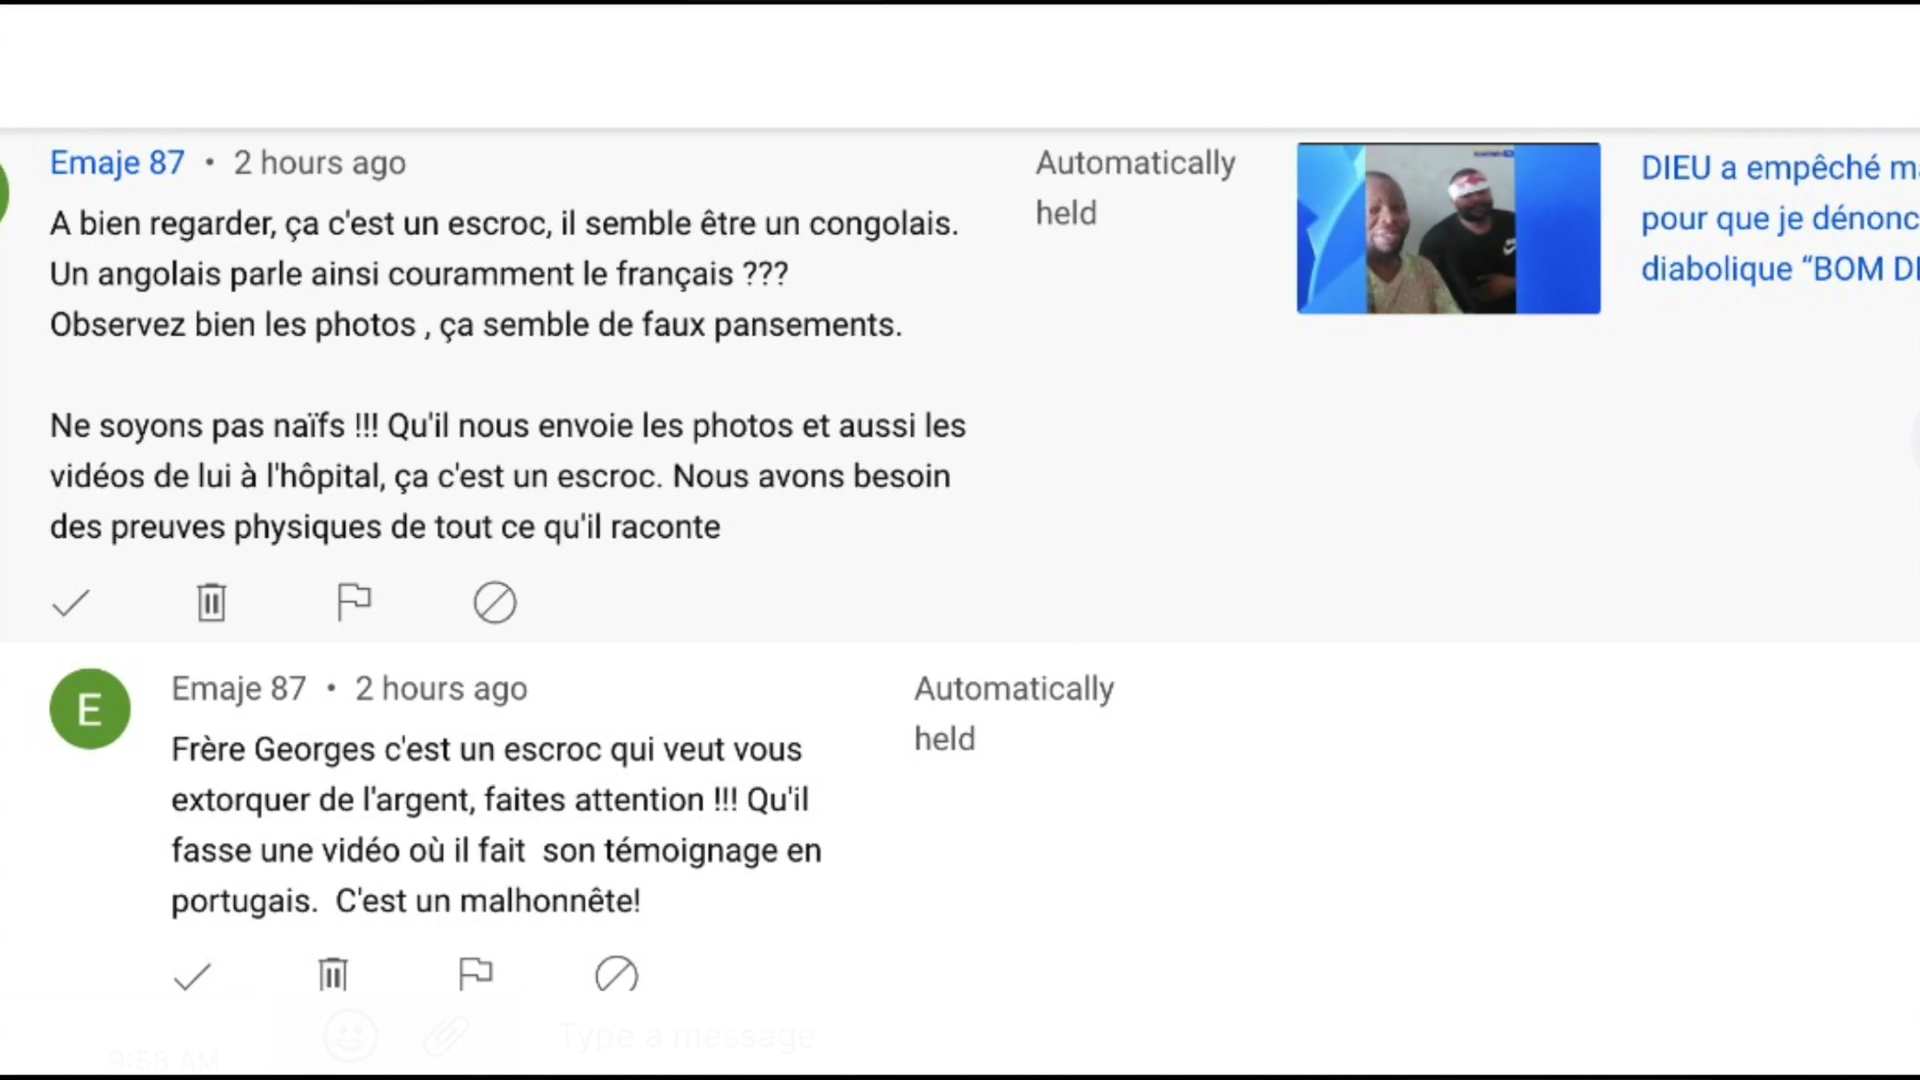 Emaje 87 • 2 hours ago
A bien regarder, ça c'est un escroc, il semble être un congolais.
Un angolais parle ainsi couramment le français ???
Observez bien les photos , ça semble de faux pansements.
Ne soyons pas naïfs !!! Qu'il nous envoie les photos et aussi les
vidéos de lui à l'hôpital, ça c'est un escroc. Nous avons besoin
des preuves physiques de tout ce qu'il raconte
Automatically
held
DIEU a empêché
pour que je
diabolique “BOM
E
Emaje 87 • 2 hours ago
Frère Georges c'est un escroc qui veut vous
extorquer de l'argent, faites attention !!! Qu'il
fasse une vidéo où il fait  son témoignage en
portugais.  C'est un malhonnête!
Automatically
held
Type a message
9:58 AM